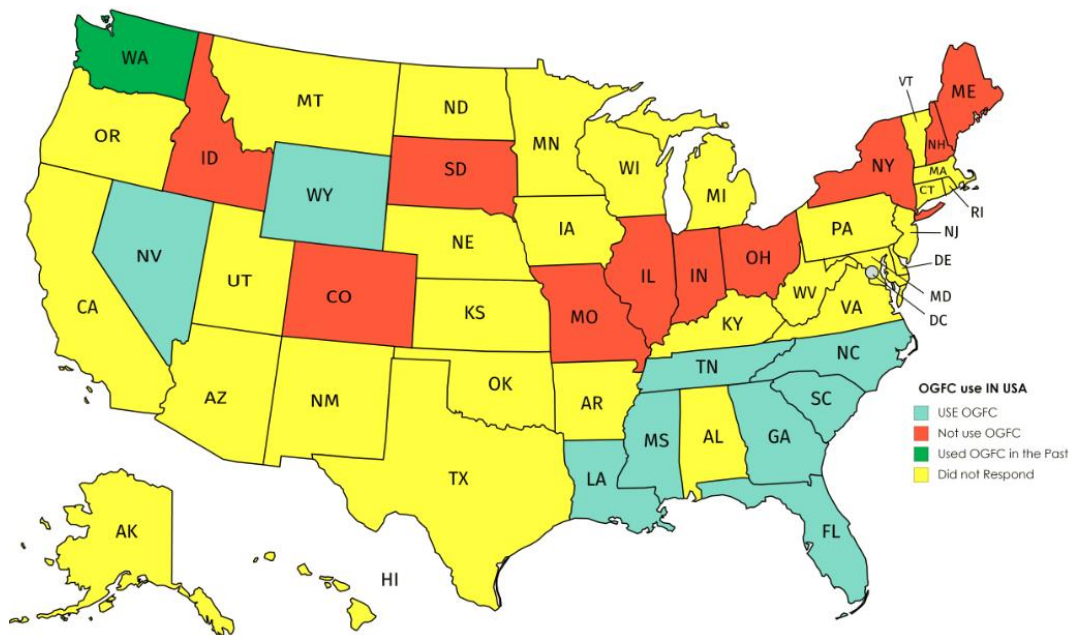 WA
OR
CA
NV
ID
MT
WY
UT
CO
AZ
NM
ND
SD
NE
KS
OK
TX
MN
IA
MO
AR
LA
WI
IL
MI
IN
OH
KY
TN
MS
AL
GA
FL
SC
NC
VA
WV
PA
NY
VT
NH
ME
MA
CT
RI
NJ
DE
MD
DC
AK
HI
OGFC use IN USA
USE OGFC
Not use OGFC
Used OGFC in the Past
Did not Respond